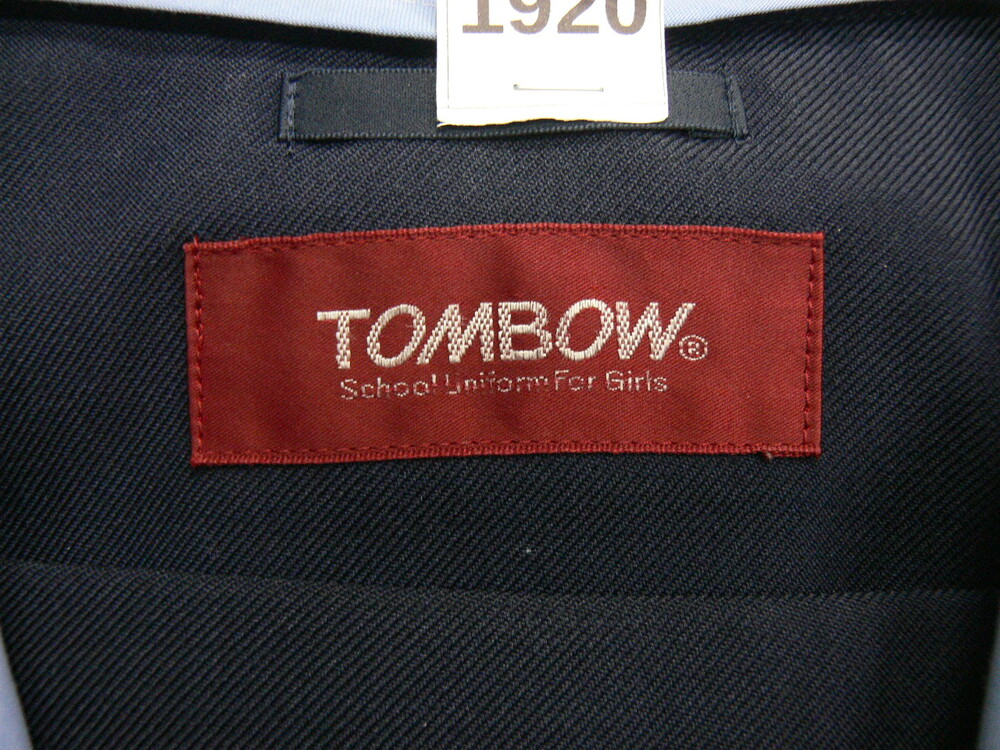 1920
TOMBOW®
School Uniform For Girls